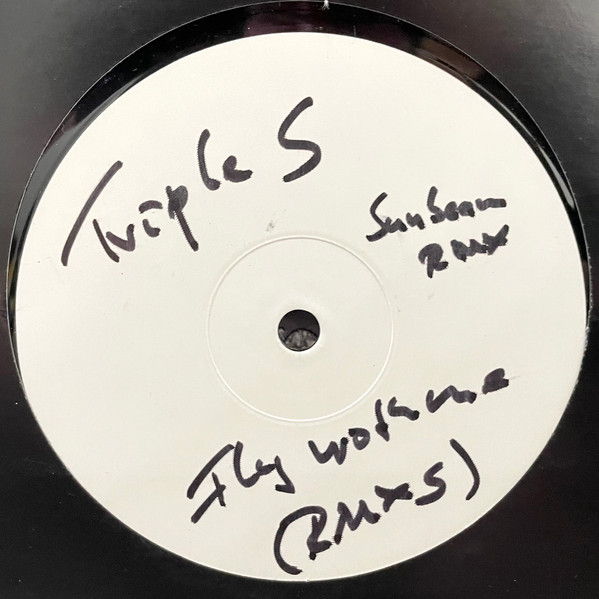 Triple S
Sunbeam
RMX
Fly with me
(RMXS)